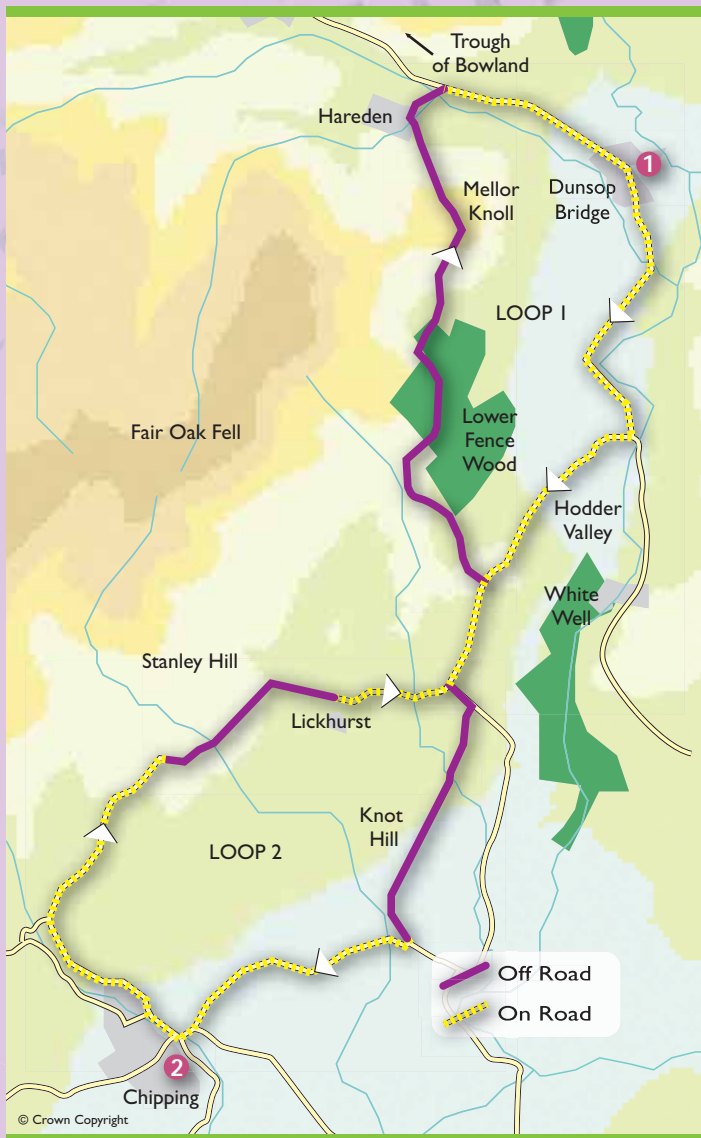 Trough
of Bowland
Hareden
1
Mellor
Knoll
Dunsop
Bridge
LOOP 1
Fair Oak Fell
Lower
Fence
Wood
Hodder
Valley
White
Well
Stanley Hill
Lickhurst
Knot
Hill
LOOP 2
Off Road
On Road
2
Chipping
© Crown Copyright